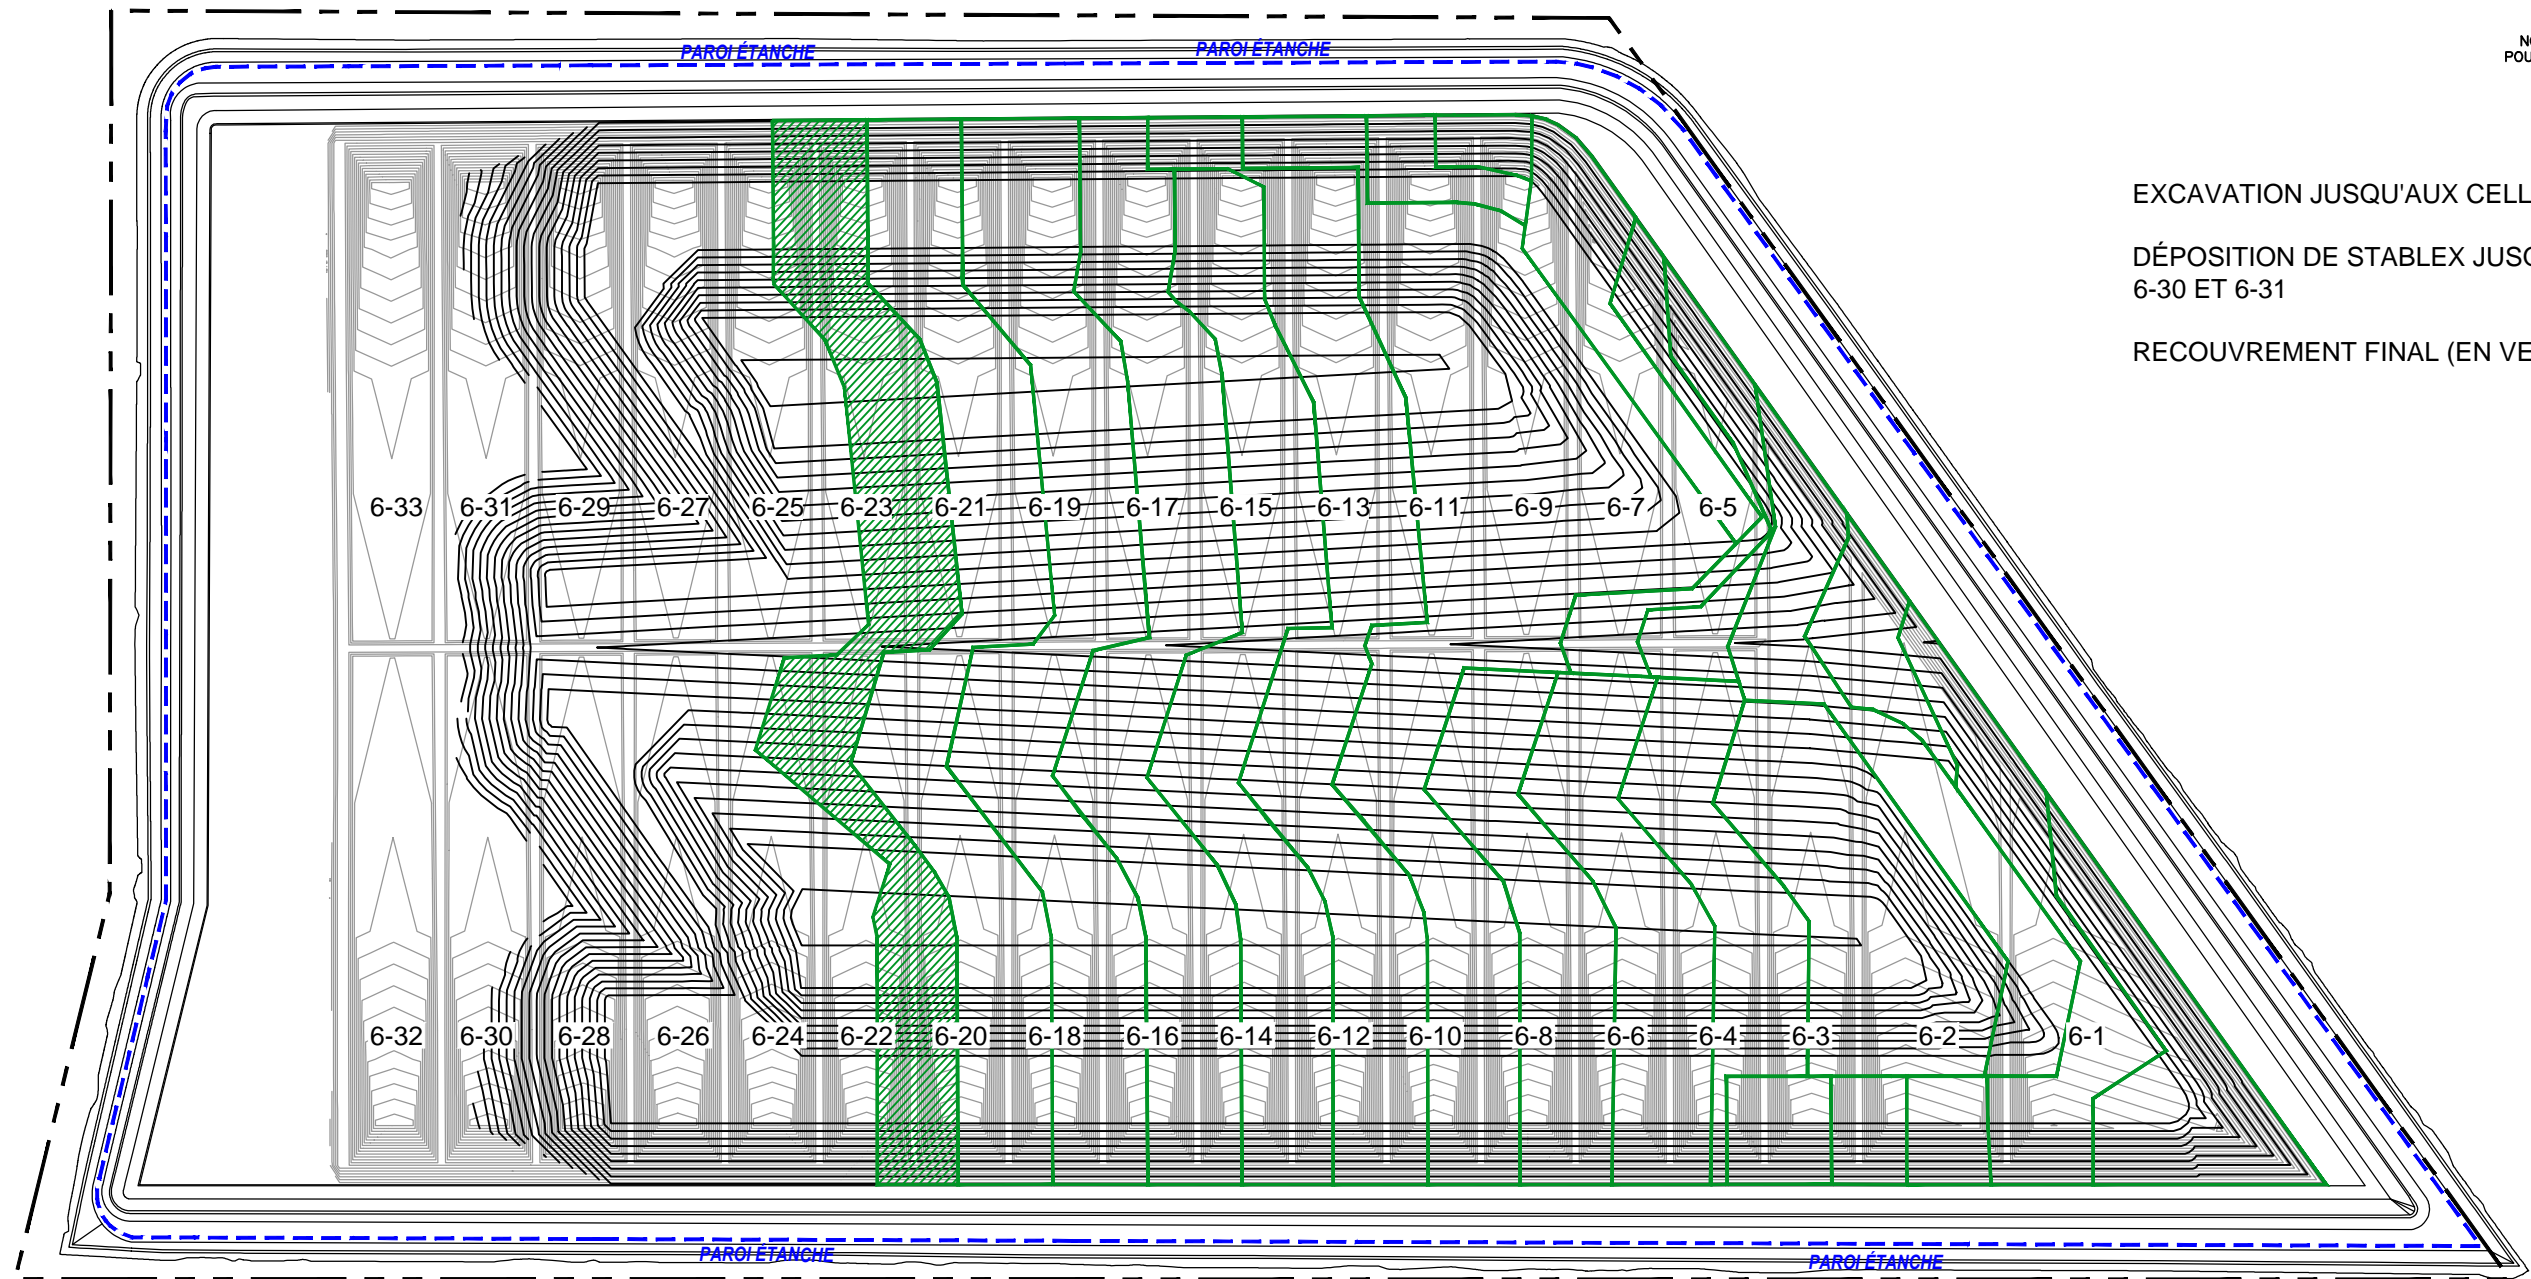 PAROI ÉTANCHE
PAROI ÉTANCHE
EXCAVATION JUSQU'AUX
DÉPOSITION DE STABLEX
6-30 ET 6-31
RECOUVREMENT FINAL (EN
6-33 6-31 6-29 6-27 6-25 6-23 6-21 6-19 6-17 6-15 6-13 6-11 6-9 6-7 6-5
6-32 6-30 6-28 6-26 6-24 6-22 6-20 6-18 6-16 6-14 6-12 6-10 6-8 6-6 6-4 6-3 6-2 6-1
PAROI ÉTANCHE
PAROI ÉTANCHE